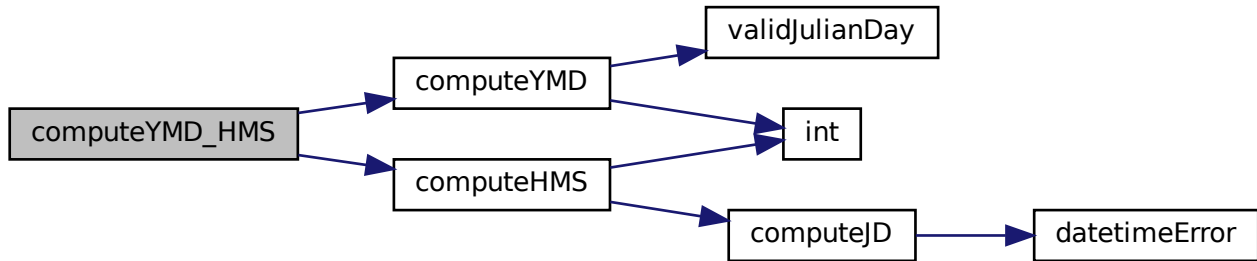 validJulianDay
computeYMD
computeYMD_HMS
int
computeHMS
computeJD
datetimeError